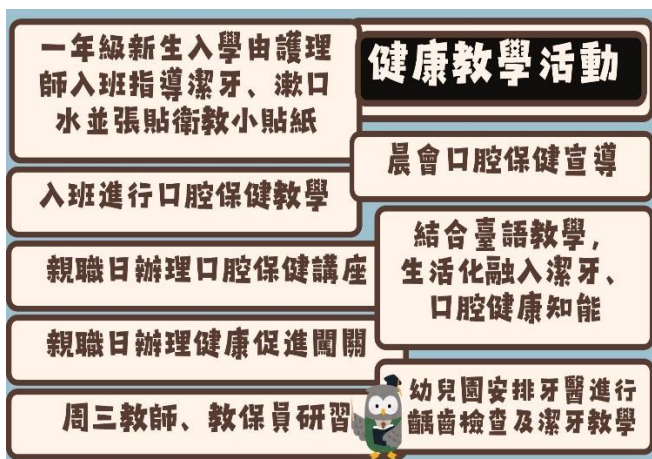 健康教學活動
一年級新生入學由護理
師入班指導潔牙、漱口
水並張貼衛教小貼紙
入班進行口腔保健教學
親職日辦理口腔保健講座
親職日辦理健康促進闖關
周三教師、教保員研習
晨會口腔保健宣導
結合臺語教學,
生活化融入潔牙、
口腔健康知能
幼兒園安排牙醫進行
齲齒檢查及潔牙教學